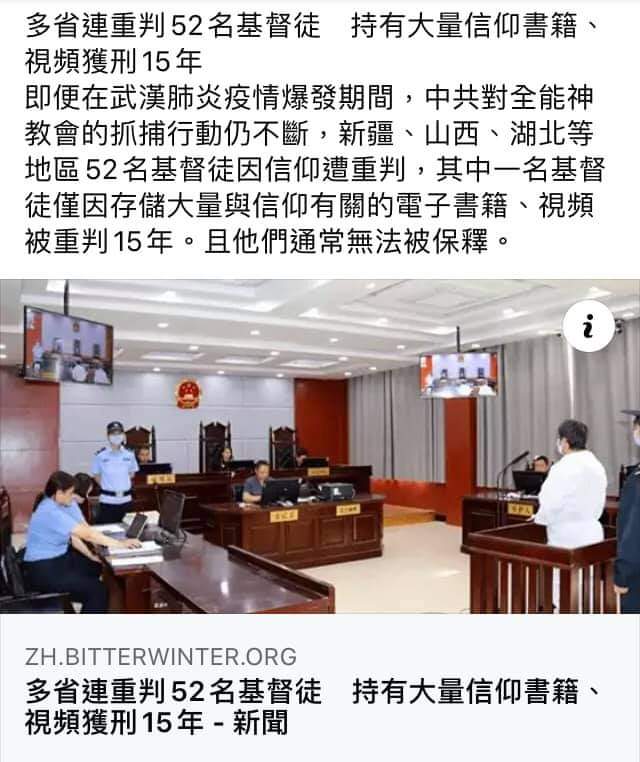 多省連重判52名基督徒　持有大量信仰書籍、
視頻獲刑15年
即便在武漢肺炎疫情爆發期間，中共對全能神
教會的抓捕行動仍不斷，新疆、山西、湖北等
地區52名基督徒因信仰遭重判，其中一名基督
徒僅因存儲大量與信仰有關的電子書籍、視頻
被重判15年。且他們通常無法被保釋。
i
ZH.BITTERWINTER.ORG
多省連重判52名基督徒　持有大量信仰書籍、
視頻獲刑15年 - 新聞